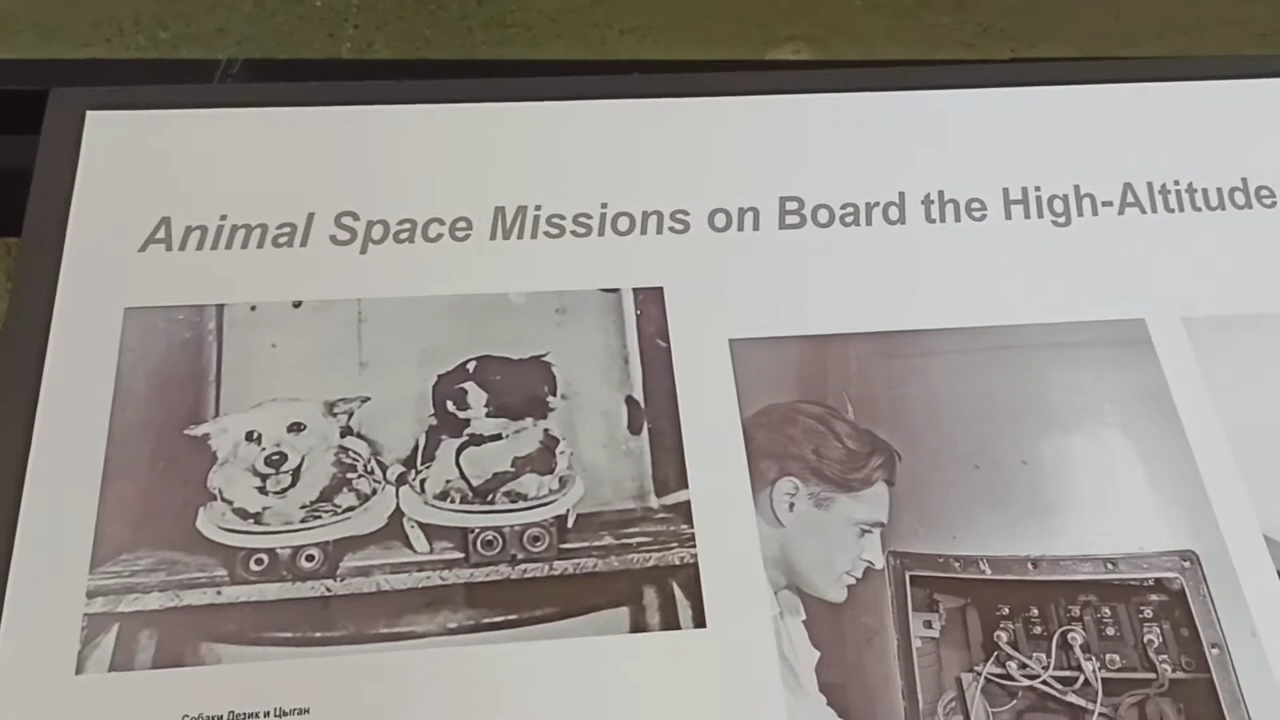 Animal Space Missions on Board the High-Altitude
Собаки Дезик и Цыган